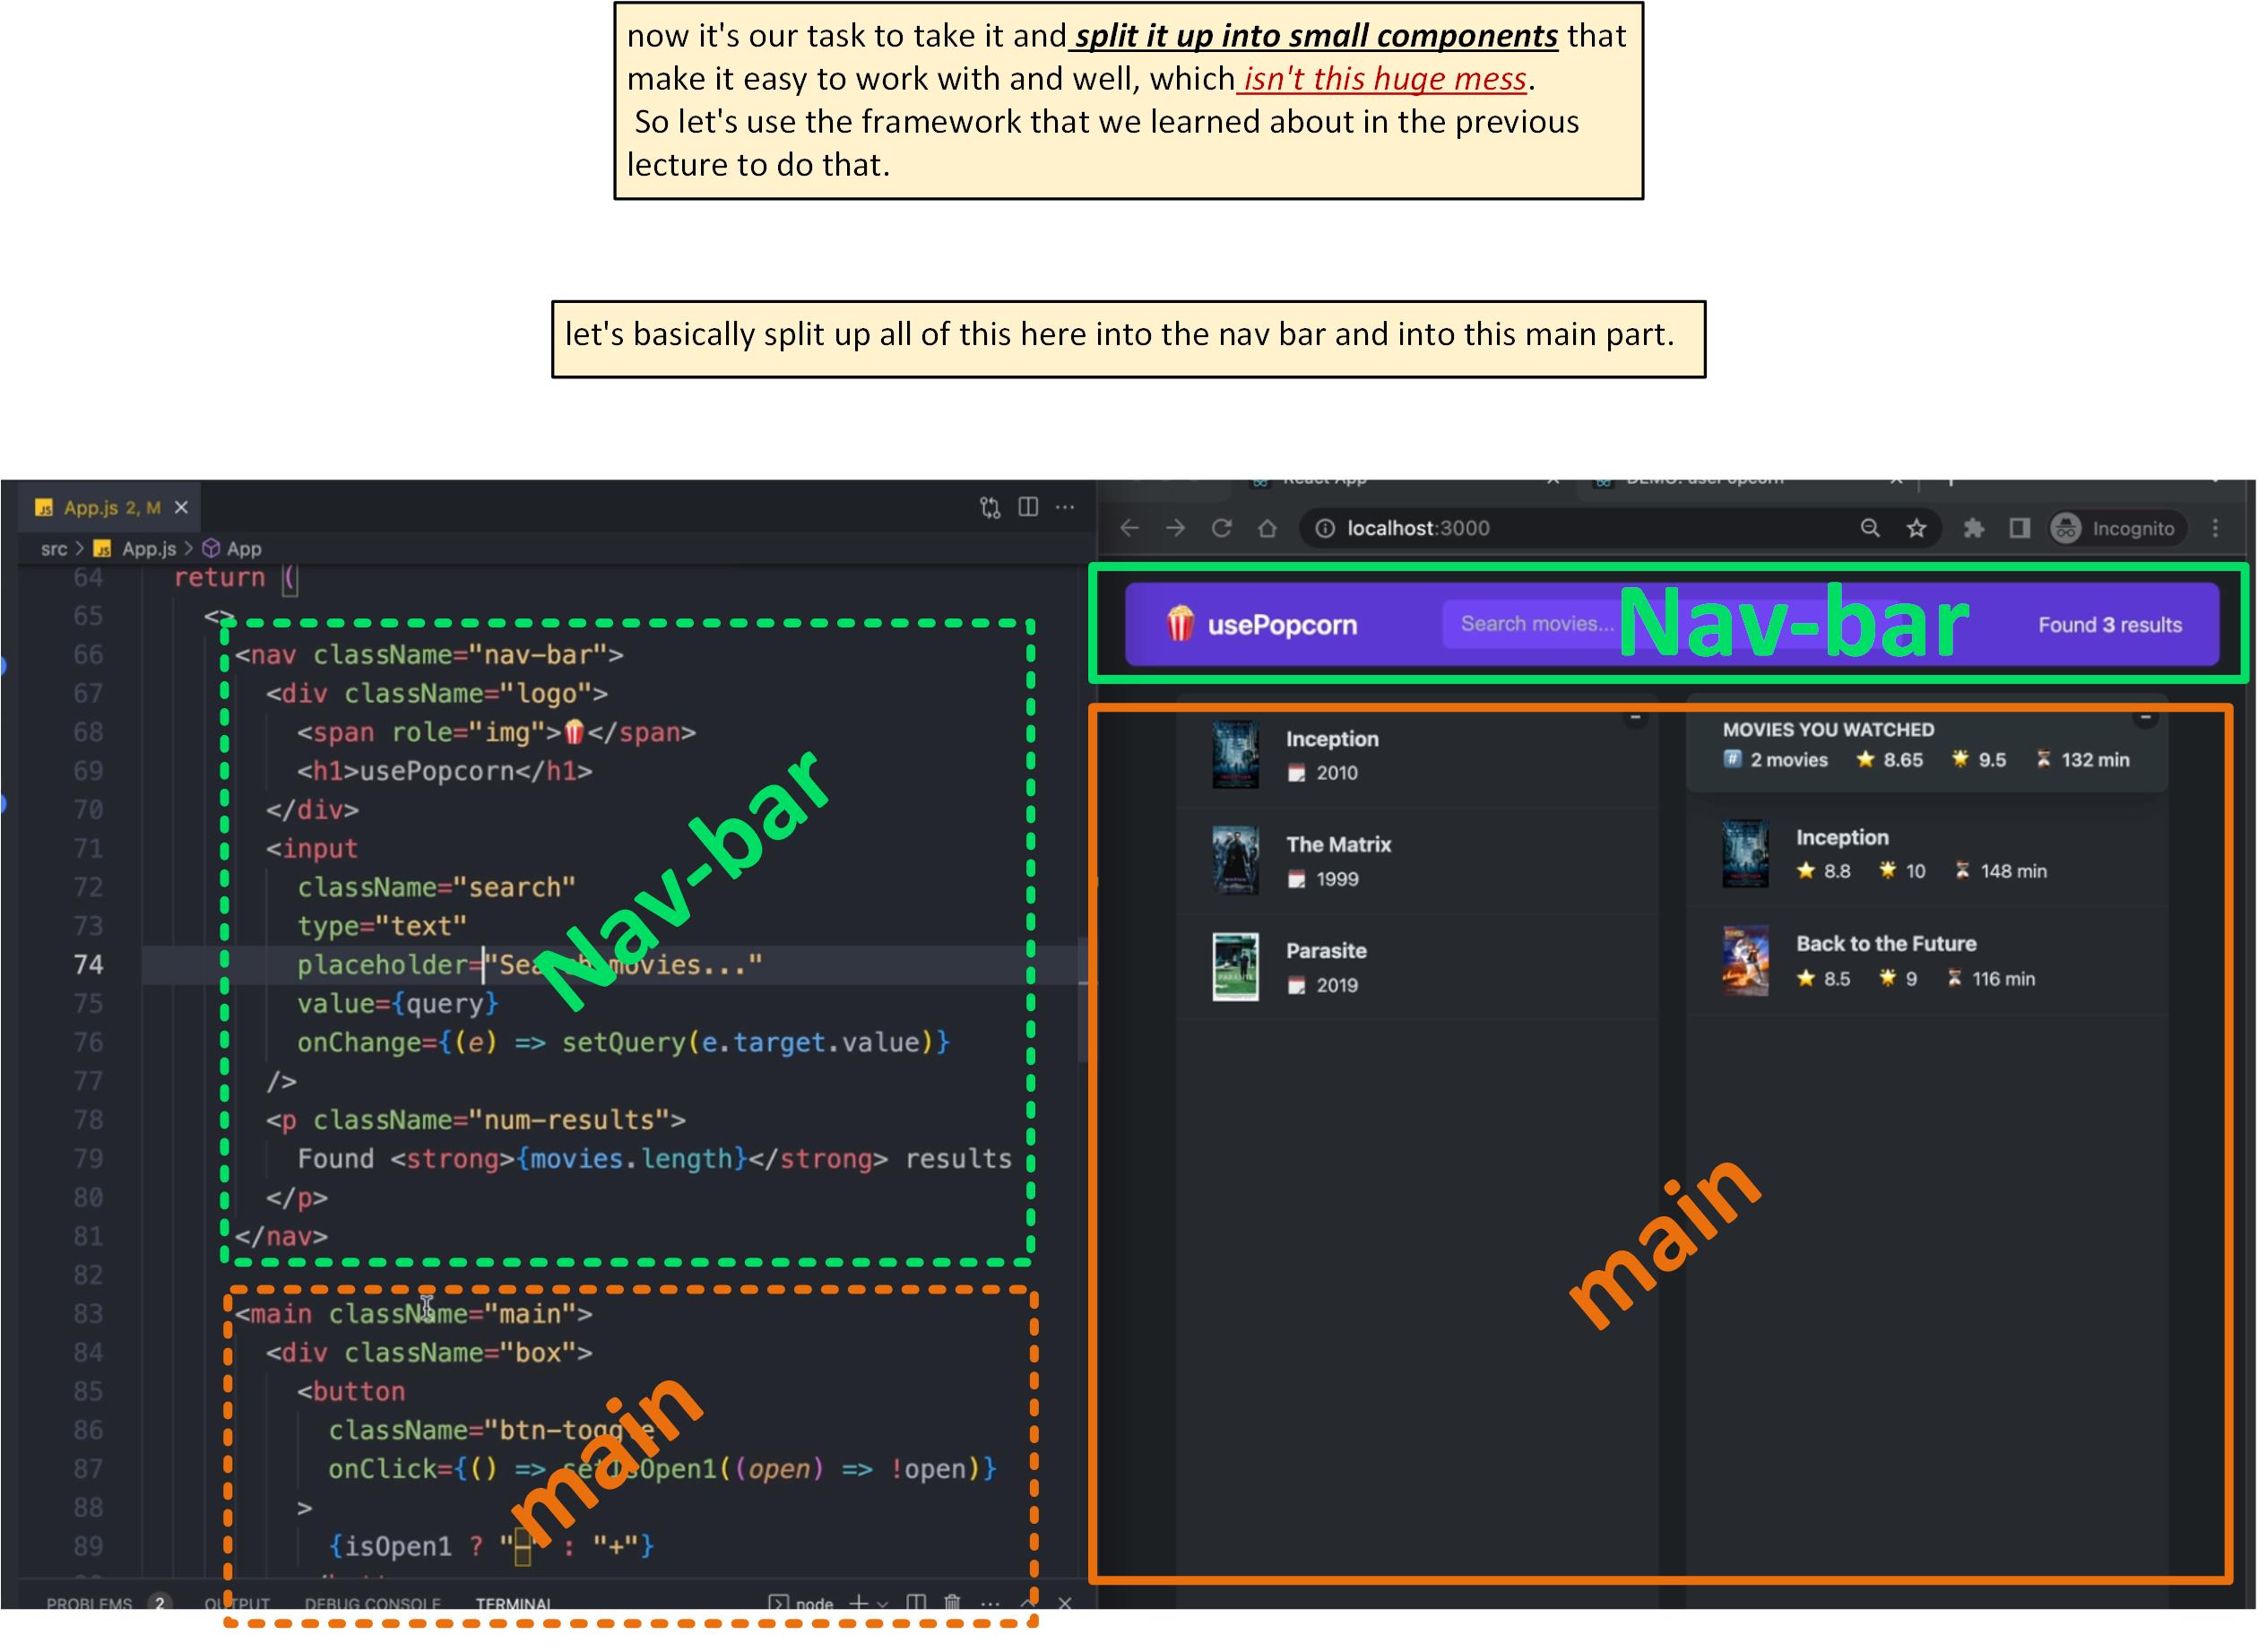 now it's our task to take it and split it up into small components that
make it easy to work with and well, which isn't this huge mess.
So let's use the framework that we learned about in the previous
lecture to do that.
let's basically split up all of this here into the nav bar and into this main part.
App.js 2, M
src > App.js > App
64 return (
65 <>
66 <nav className="nav-bar">
67 <div className="logo">
68 <span role="img">🍿</span>
69 <h1>usePopcorn</h1>
70 </div>
71 <input
72 className="search"
73 type="text"
74 placeholder="Search movies..."
75 value={query}
76 onChange={(e) => setQuery(e.target.value)}
77 />
78 <p className="num-results">
79 Found <strong>{movies.length}</strong> results
80 </p>
81 </nav>
82
83 <main className="main">
84 <div className="box">
85 <button
86 className="btn-toggle
87 onClick={() => setIsOpen1((open) => !open)}
88 >
89 {isOpen1 ? "–" : "+"}
Nav-bar
main
PROBLEMS 2 OUTPUT DEBUG CONSOLE TERMINAL
node
React App
DEMO: usePopcorn
localhost:3000
Incognito
🍿 usePopcorn
Search movies...
Nav-bar
Found 3 results
Inception
2010
The Matrix
1999
Parasite
2019
MOVIES YOU WATCHED
2 movies 8.65 9.5 132 min
Inception
8.8 10 148 min
Back to the Future
8.5 9 116 min
main